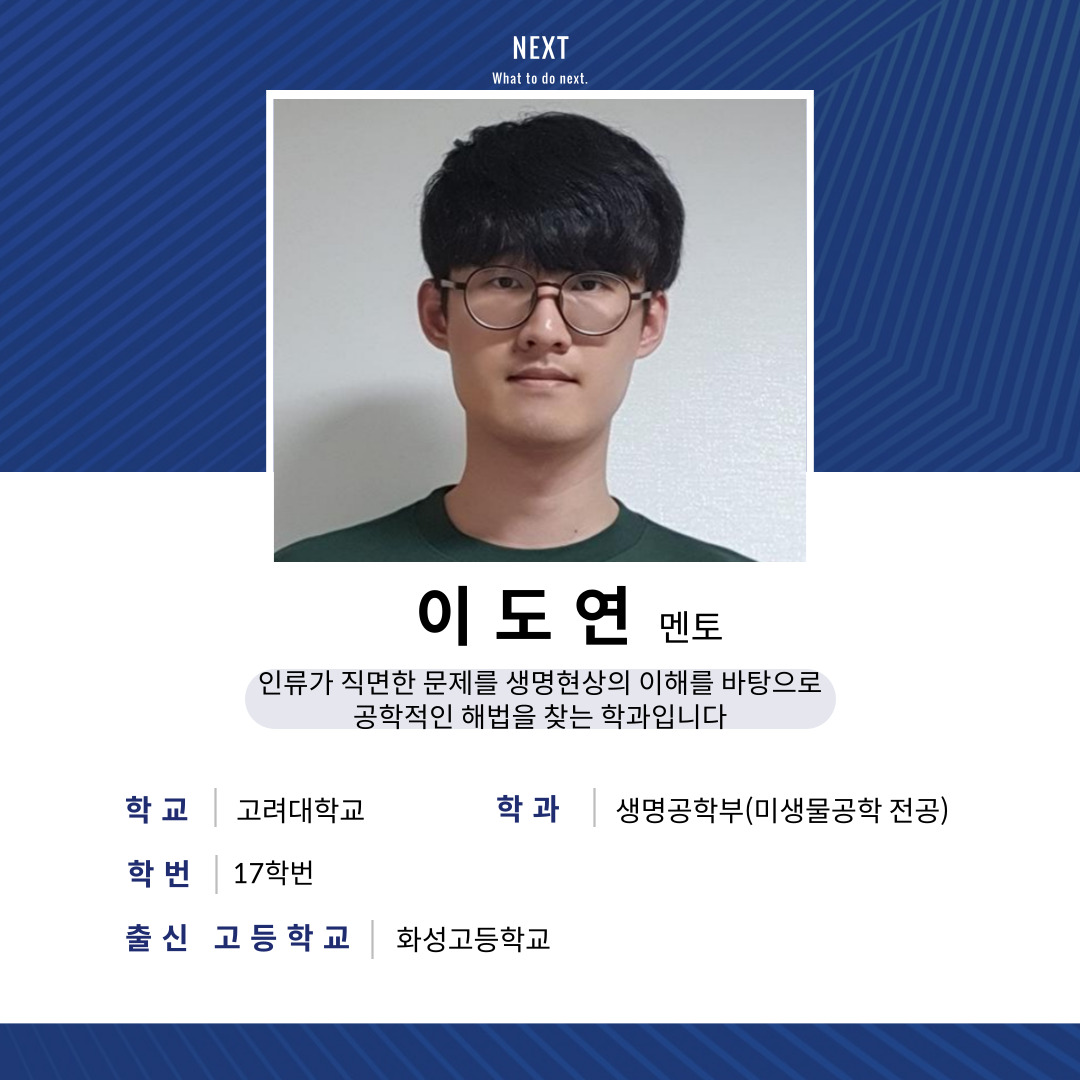 NEXT
What to do next.
이도연 멘토
인류가 직면한 문제를 생명현상의 이해를 바탕으로
공학적인 해법을 찾는 학과입니다
학교 고려대학교 학과 생명공학부(미생물공학 전공)
학번 17학번
출신 고등학교 화성고등학교